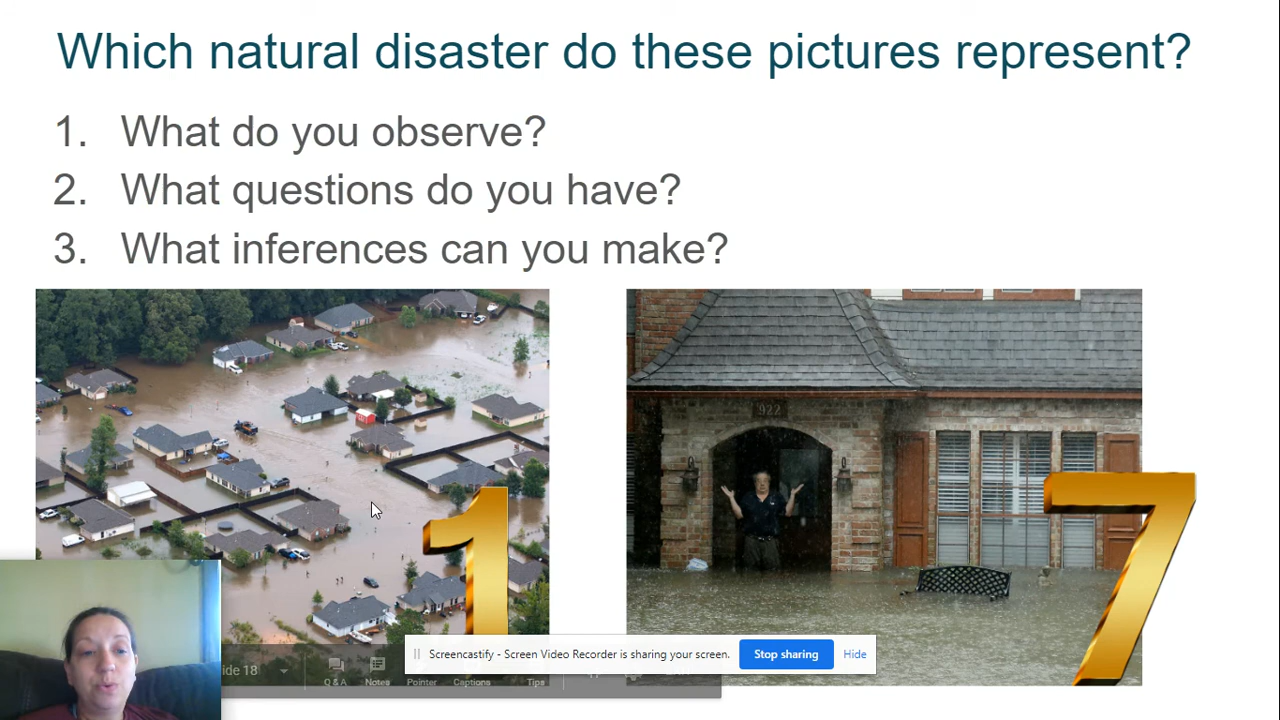 Which natural disaster do these pictures represent?
1. What do you observe?
2. What questions do you have?
3. What inferences can you make?
922
1
7
Screencastify - Screen Video Recorder is sharing your screen. Stop sharing Hide
18
Q & A Notes Pointer Captions Tips